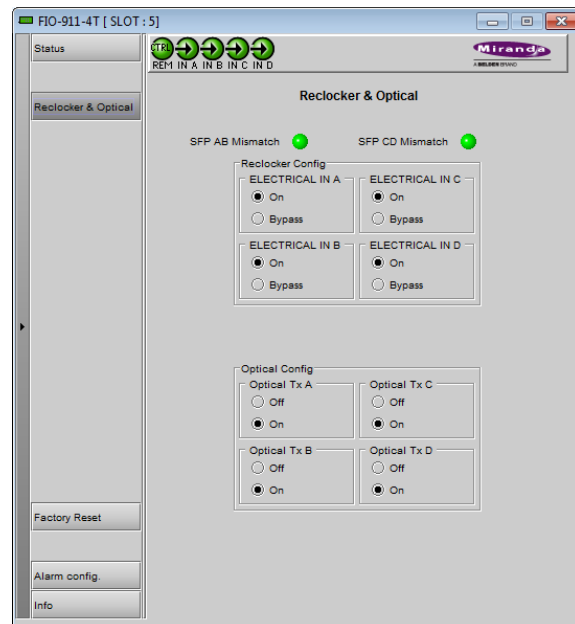 FIO-911-4T [ SLOT : 5]
Status
CTRL
REM IN A IN B IN C IN D
Miranda
A BELDEN BRAND
Reclocker & Optical
Reclocker & Optical
SFP AB Mismatch SFP CD Mismatch
Reclocker Config
ELECTRICAL IN A ELECTRICAL IN C
On On
Bypass Bypass
ELECTRICAL IN B ELECTRICAL IN D
On On
Bypass Bypass
Optical Config
Optical Tx A Optical Tx C
Off Off
On On
Optical Tx B Optical Tx D
Off Off
On On
Factory Reset
Alarm config.
Info